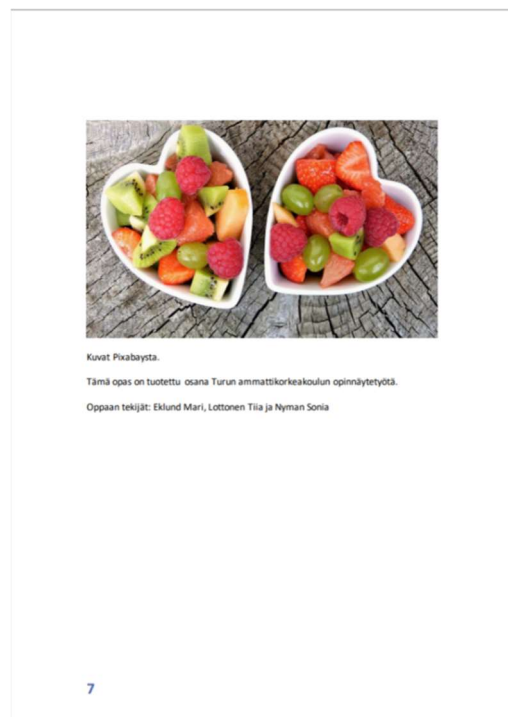 Kuvat Pixabaysta.
Tämä opas on tuotettu osana Turun ammattikorkeakoulun opinnäytetyötä.
Oppaan tekijät: Eklund Mari, Lottonen Tiia ja Nyman Sonia
7